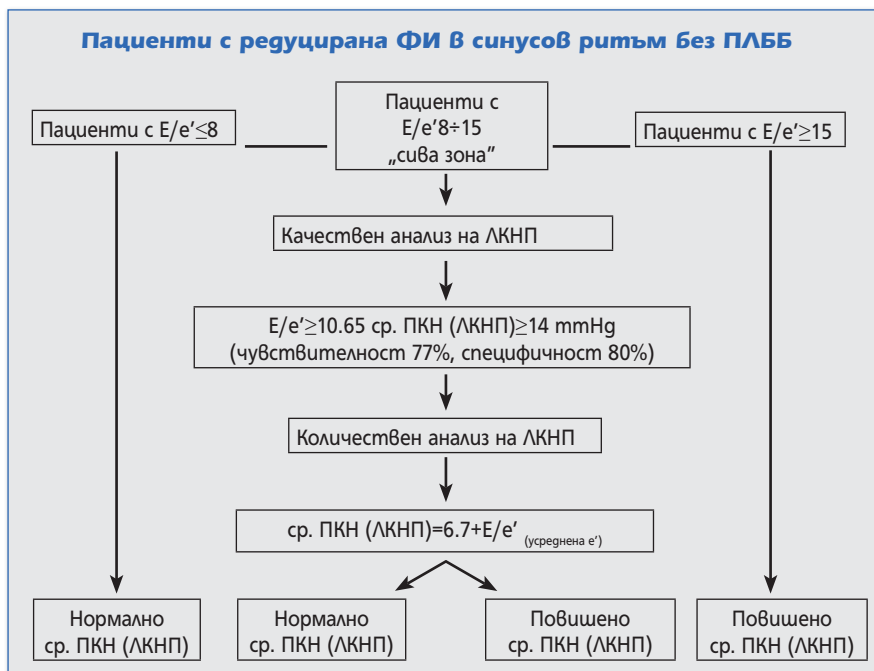 Пациенти с редуцирана ФИ в синусов ритъм без ПЛББ
Пациенти с E/e'≤8
Пациенти с
E/e'8÷15
„сива зона”
Пациенти с E/e'≥15
Качествен анализ на ЛКНП
E/e'≥10.65 ср. ПКН (ЛКНП)≥14 mmHg
(чувствителност 77%, специфичност 80%)
Количествен анализ на ЛКНП
ср. ПКН (ЛКНП)=6.7+E/e' (усреднена e')
Нормално
ср. ПКН (ЛКНП)
Нормално
ср. ПКН (ЛКНП)
Повишено
ср. ПКН (ЛКНП)
Повишено
ср. ПКН (ЛКНП)